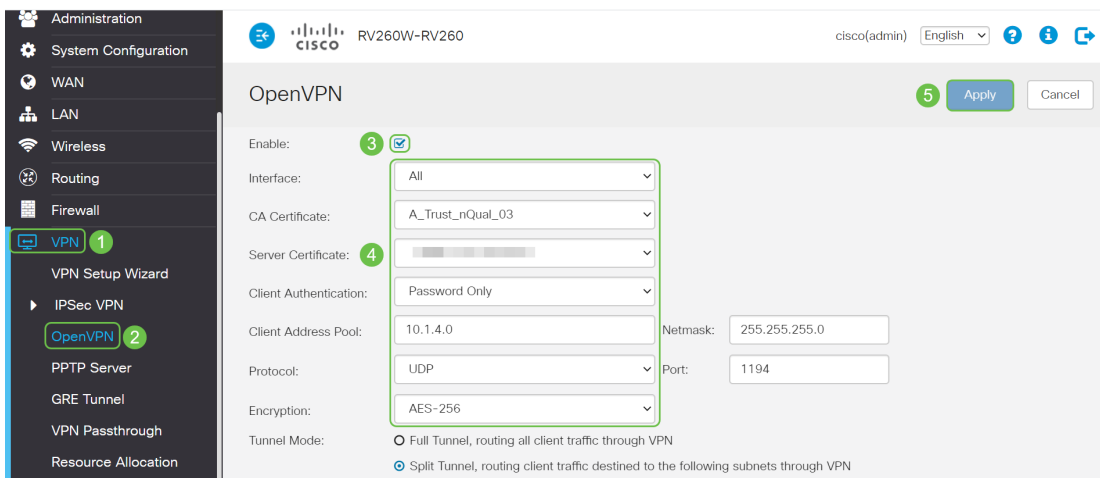 Administration
System Configuration
WAN
LAN
Wireless
Routing
Firewall
VPN 1
VPN Setup Wizard
IPSec VPN
OpenVPN 2
PPTP Server
GRE Tunnel
VPN Passthrough
Resource Allocation
CISCO RV260W-RV260 cisco(admin) English ? i
OpenVPN 5 Apply Cancel
Enable: 3
Interface: All
CA Certificate: A_Trust_nQual_03
Server Certificate: 4
Client Authentication: Password Only
Client Address Pool: 10.1.4.0 Netmask: 255.255.255.0
Protocol: UDP Port: 1194
Encryption: AES-256
Tunnel Mode: Full Tunnel, routing all client traffic through VPN
Split Tunnel, routing client traffic destined to the following subnets through VPN